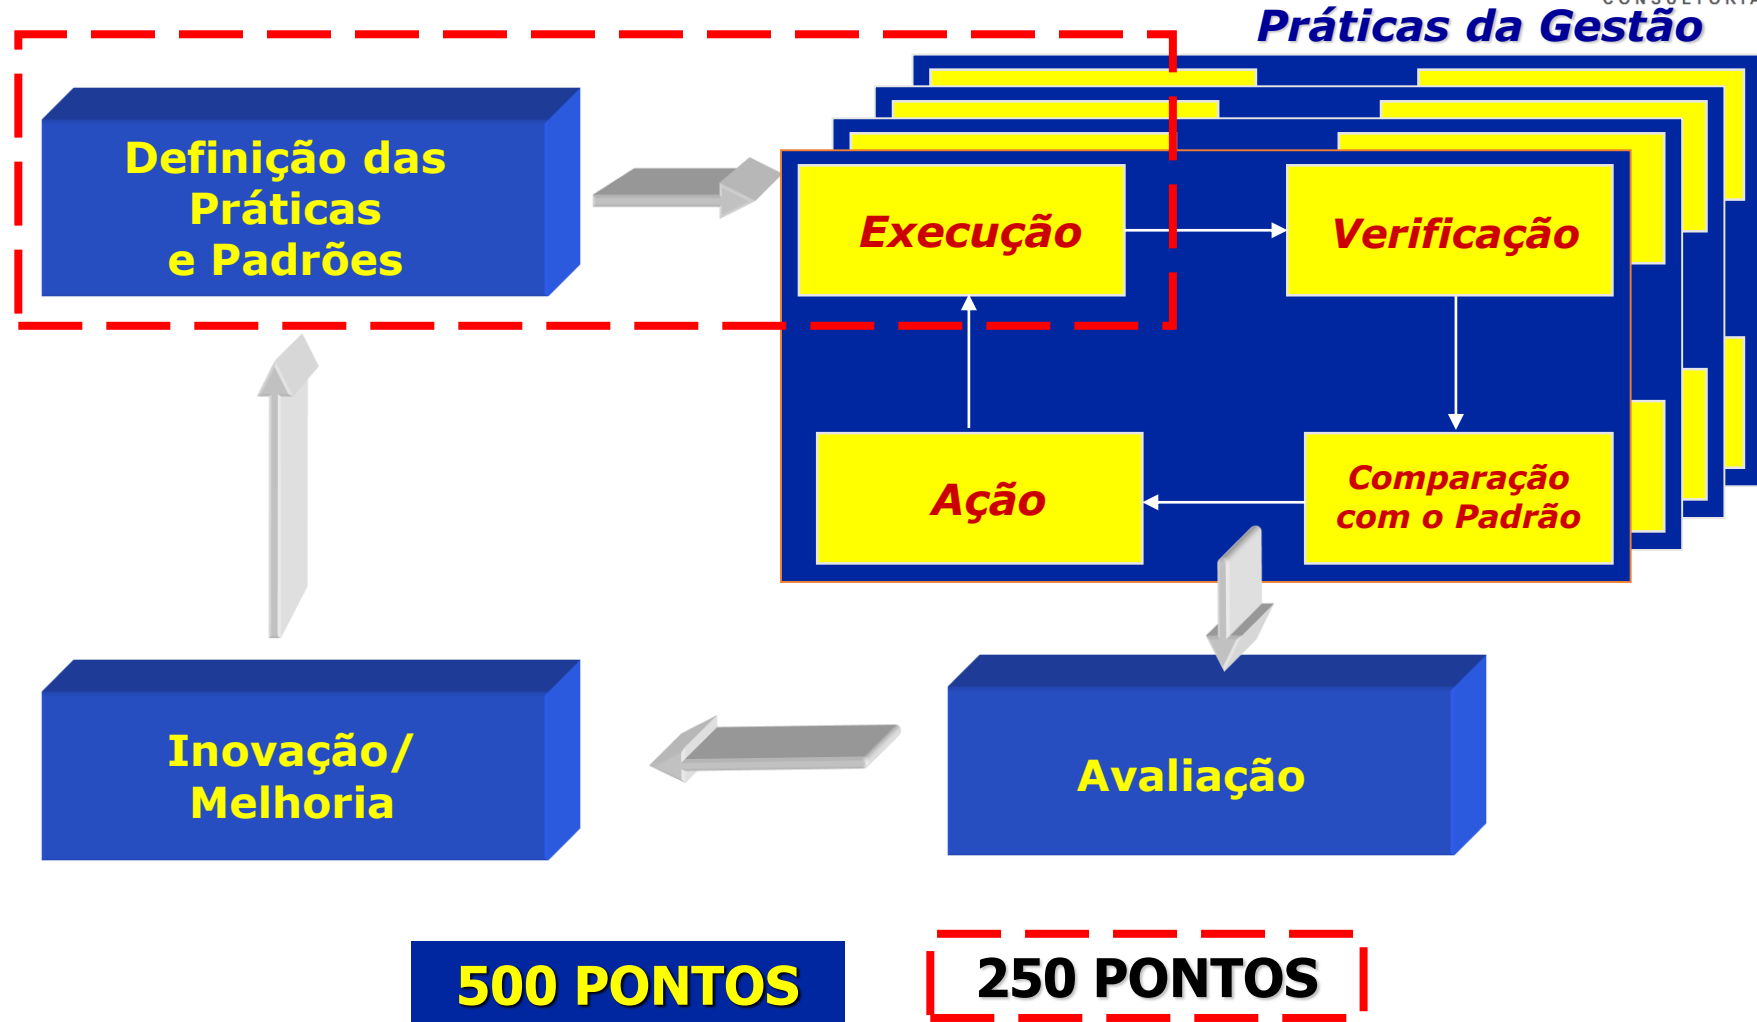 CONSULTORIA
Práticas da Gestão
Definição das
Práticas
e Padrões
Execução
Verificação
Ação
Comparação
com o Padrão
Inovação/
Melhoria
Avaliação
500 PONTOS
250 PONTOS